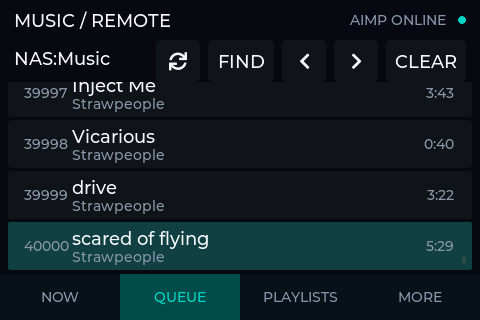 MUSIC / REMOTE
AIMP ONLINE
NAS:Music
FIND
CLEAR
39997 Inject Me 3:43
Strawpeople
39998 Vicarious 0:40
Strawpeople
39999 drive 3:22
Strawpeople
40000 scared of flying 5:29
Strawpeople
NOW QUEUE PLAYLISTS MORE